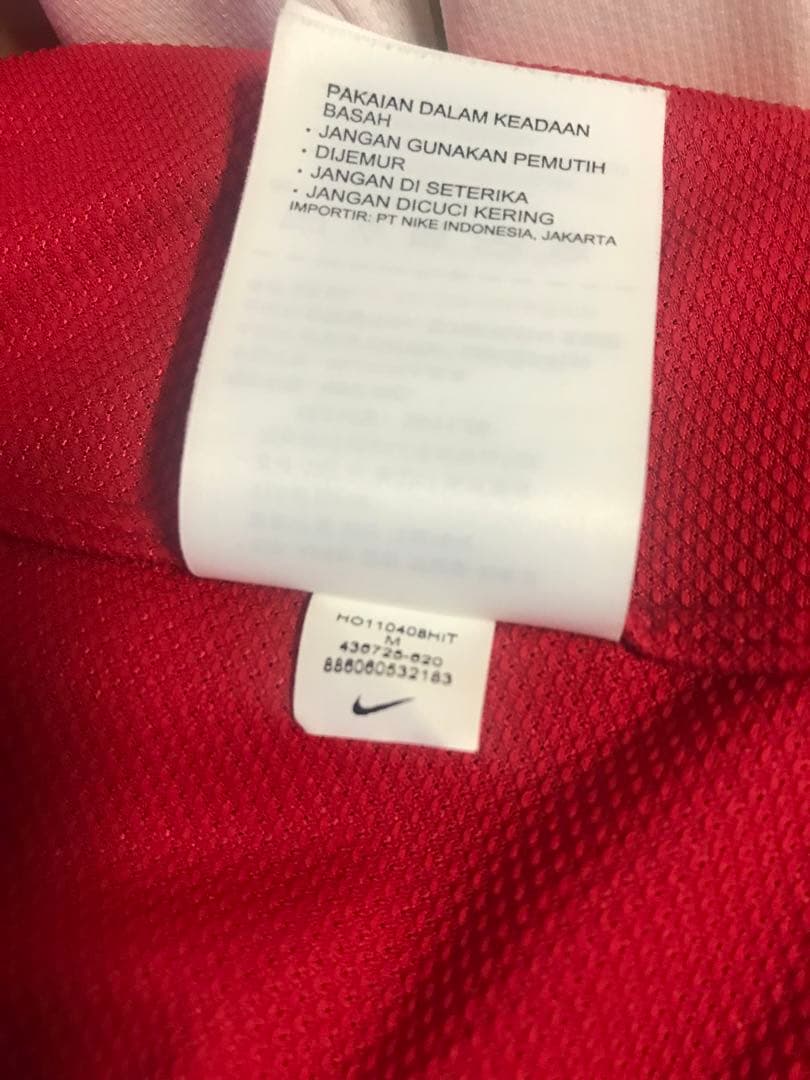 PAKAIAN DALAM KEADAAN
BASAH
· JANGAN GUNAKAN PEMUTIH
· DIJEMUR
· JANGAN DI SETERIKA
· JANGAN DICUCI KERING
IMPORTIR: PT NIKE INDONESIA, JAKARTA
HO110408HIT
M
436725-620
886060532183